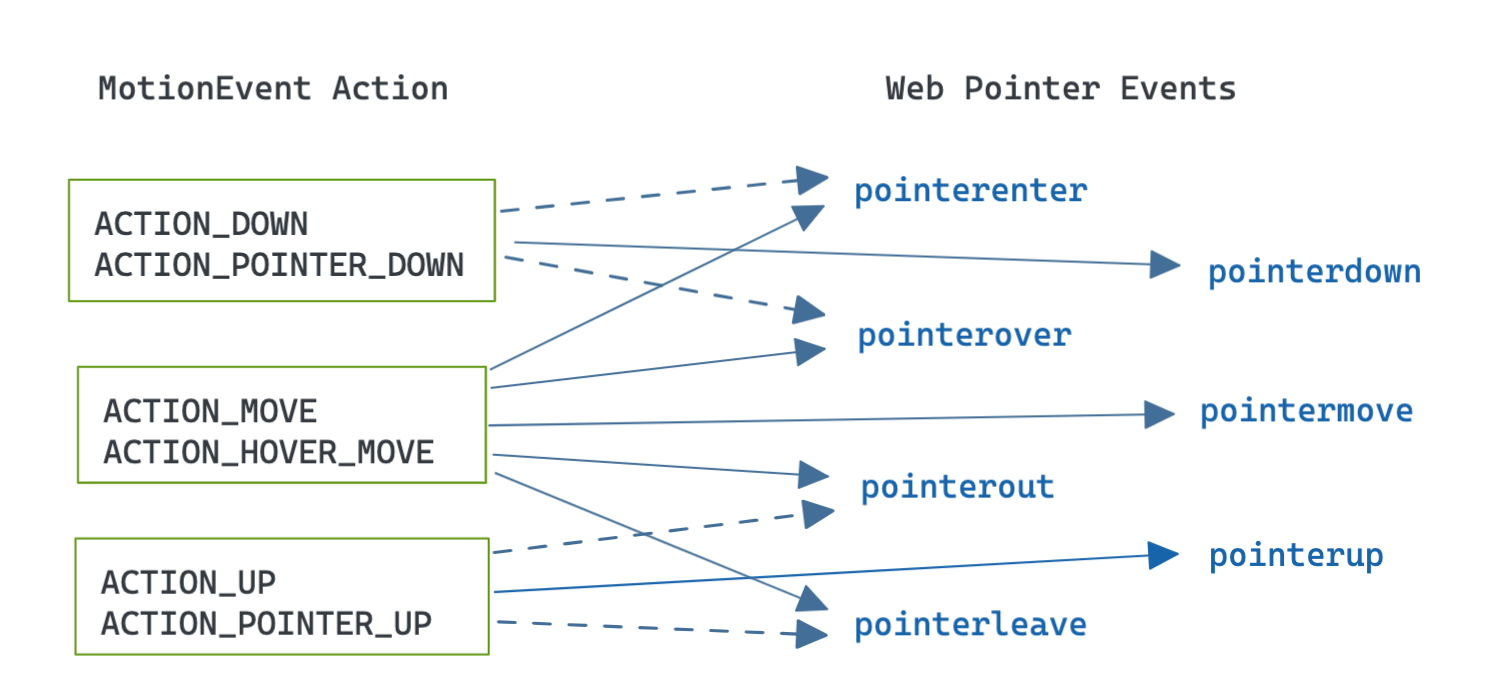 MotionEvent Action
Web Pointer Events
ACTION_DOWN
ACTION_POINTER_DOWN
ACTION_MOVE
ACTION_HOVER_MOVE
ACTION_UP
ACTION_POINTER_UP
pointerenter
pointerdown
pointerover
pointermove
pointerout
pointerup
pointerleave